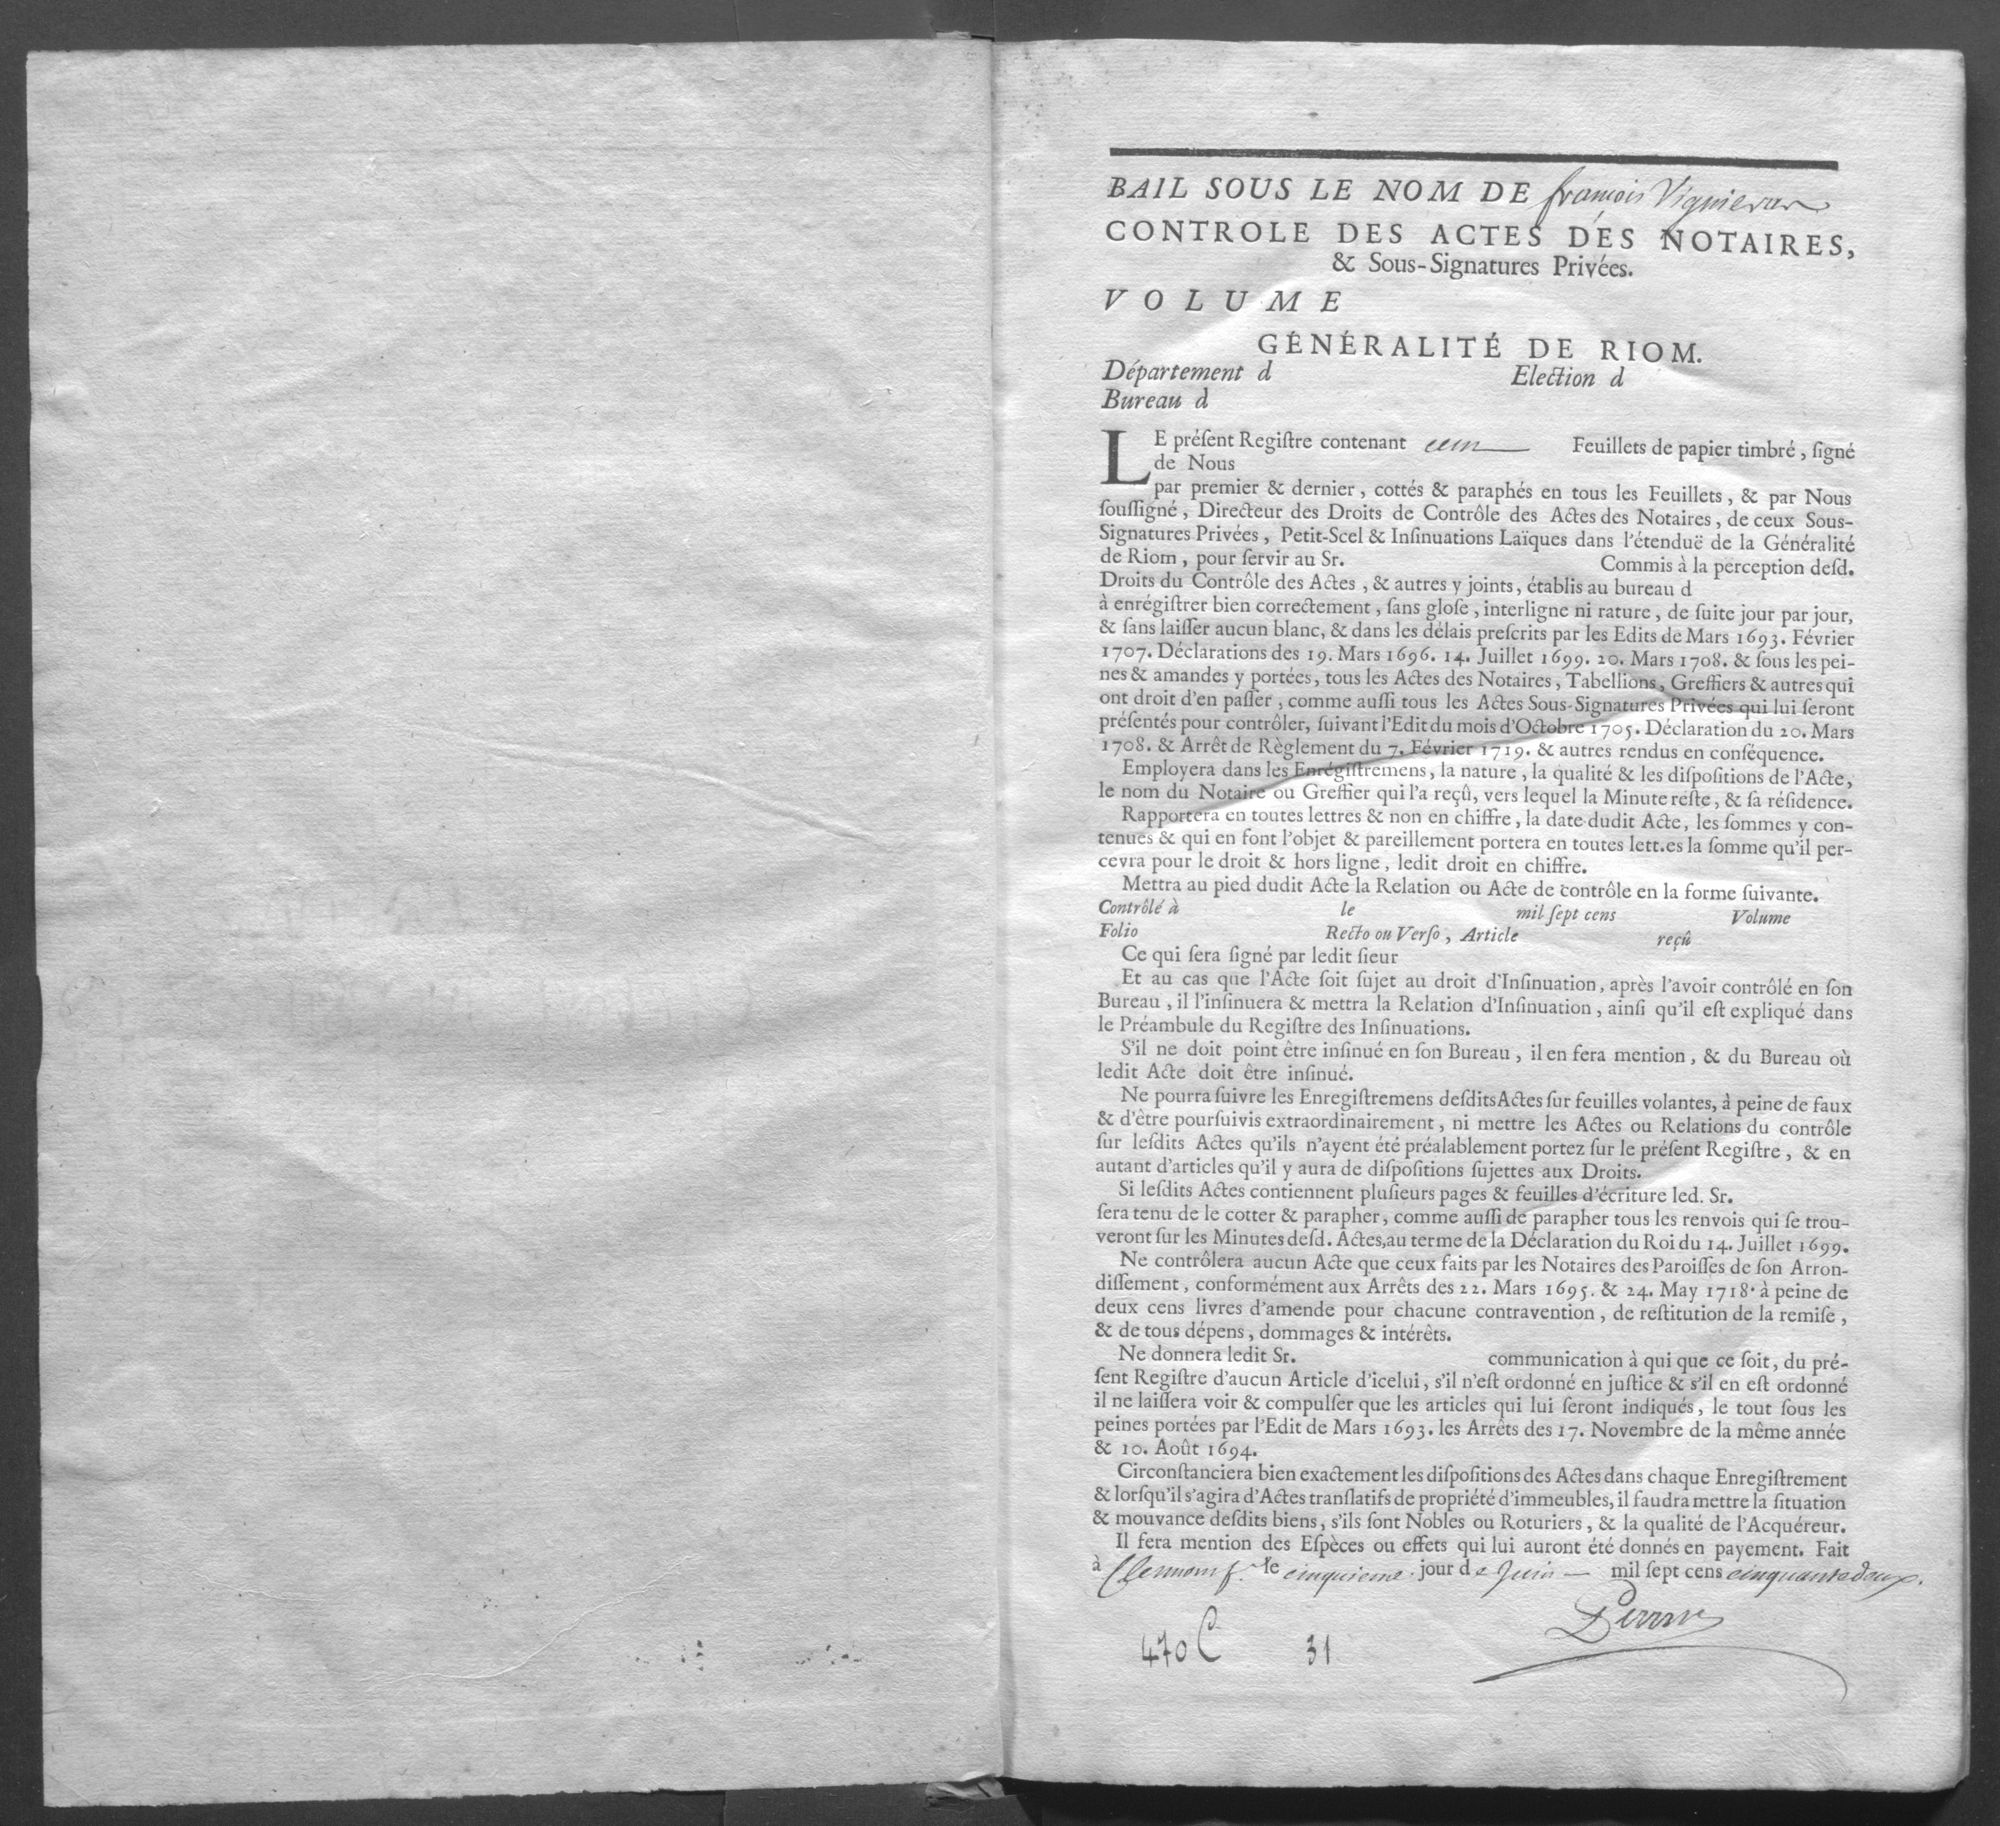 BAIL SOUS LE NOM DE françois Vigneron
CONTROLE DES ACTES DES NOTAIRES,
& Sous-Signatures Privées.
VOLUME
GÉNÉRALITÉ DE RIOM.
Département d Election d
Bureau d
LE préſent Regiſtre contenant cent Feuillets de papier timbré, ſigné
de Nous
par premier & dernier, cottés & paraphés en tous les Feuillets, & par Nous
ſouſſigné, Directeur des Droits de Contrôle des Actes des Notaires, de ceux Sous-
Signatures Privées, Petit-Scel & Inſinuations Laïques dans l'étenduë de la Généralité
de Riom, pour ſervir au Sr. Commis à la perception deſd.
Droits du Contrôle des Actes, & autres y joints, établis au bureau d
à enrégiſtrer bien correctement, ſans gloſe, interligne ni rature, de ſuite jour par jour,
& ſans laiſſer aucun blanc, & dans les délais preſcrits par les Edits de Mars 1693. Février
1707. Déclarations des 19. Mars 1696. 14. Juillet 1699. 20. Mars 1708. & ſous les pei-
nes & amandes y portées, tous les Actes des Notaires, Tabellions, Greffiers & autres qui
ont droit d'en paſſer, comme auſſi tous les Actes Sous-Signatures Privées qui lui ſeront
préſentés pour contrôler, ſuivant l'Edit du mois d'Octobre 1705. Déclaration du 20. Mars
1708. & Arrêt de Règlement du 7. Février 1719. & autres rendus en conſéquence.
Employera dans les Enrégiſtremens, la nature, la qualité & les diſpoſitions de l'Acte,
le nom du Notaire ou Greffier qui l'a reçû, vers lequel la Minute reſte, & ſa réſidence.
Rapportera en toutes lettres & non en chiffre, la date dudit Acte, les ſommes y con-
tenues & qui en font l'objet & pareillement portera en toutes lett.es la ſomme qu'il per-
cevra pour le droit & hors ligne, ledit droit en chiffre.
Mettra au pied dudit Acte la Relation ou Acte de contrôle en la forme ſuivante.
Contrôlé à le mil ſept cens Volume
Folio Recto ou Verſo, Article reçû
Ce qui ſera ſigné par ledit ſieur
Et au cas que l'Acte ſoit ſujet au droit d'Inſinuation, après l'avoir contrôlé en ſon
Bureau, il l'inſinuera & mettra la Relation d'Inſinuation, ainſi qu'il eſt expliqué dans
le Préambule du Regiſtre des Inſinuations.
S'il ne doit point être inſinué en ſon Bureau, il en fera mention, & du Bureau où
ledit Acte doit être inſinué.
Ne pourra ſuivre les Enregiſtremens deſdits Actes ſur feuilles volantes, à peine de faux
& d'être pourſuivis extraordinairement, ni mettre les Actes ou Relations du contrôle
ſur leſdits Actes qu'ils n'ayent été préalablement portez ſur le préſent Regiſtre, & en
autant d'articles qu'il y aura de diſpoſitions ſujettes aux Droits.
Si leſdits Actes contiennent pluſieurs pages & feuilles d'écriture led. Sr.
ſera tenu de le cotter & parapher, comme auſſi de parapher tous les renvois qui ſe trou-
veront ſur les Minutes deſd. Actes, au terme de la Déclaration du Roi du 14. Juillet 1699.
Ne contrôlera aucun Acte que ceux faits par les Notaires des Paroiſſes de ſon Arron-
diſſement, conformément aux Arrêts des 22. Mars 1695. & 24. May 1718. à peine de
deux cens livres d'amende pour chacune contravention, de reſtitution de la remiſe,
& de tous dépens, dommages & intérêts.
Ne donnera ledit Sr. communication à qui que ce ſoit, du pré-
ſent Regiſtre d'aucun Article d'icelui, s'il n'eſt ordonné en juſtice & s'il en eſt ordonné
il ne laiſſera voir & compulſer que les articles qui lui ſeront indiqués, le tout ſous les
peines portées par l'Edit de Mars 1693. les Arrêts des 17. Novembre de la même année
& 10. Août 1694.
Circonſtanciera bien exactement les diſpoſitions des Actes dans chaque Enregiſtrement
& lorſqu'il s'agira d'Actes tranſlatifs de propriété d'immeubles, il faudra mettre la ſituation
& mouvance deſdits biens, s'ils ſont Nobles ou Roturiers, & la qualité de l'Acquéreur.
Il fera mention des Eſpèces ou effets qui lui auront été donnés en payement. Fait
à Clermont f. le cinquieme jour de Juin mil ſept cens cinquante deux.
470 C 31